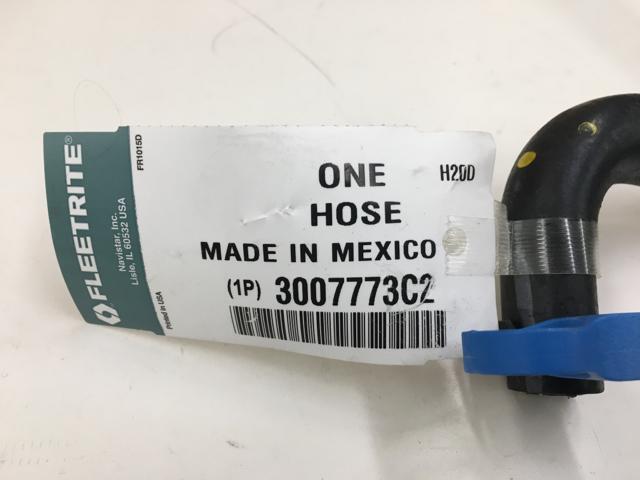 FLEETRITE®
Navistar, Inc.
Lisle, IL 60532 USA
FR1015D
Printed in USA
ONE
H20D
HOSE
MADE IN MEXICO
(1P) 3007773C2